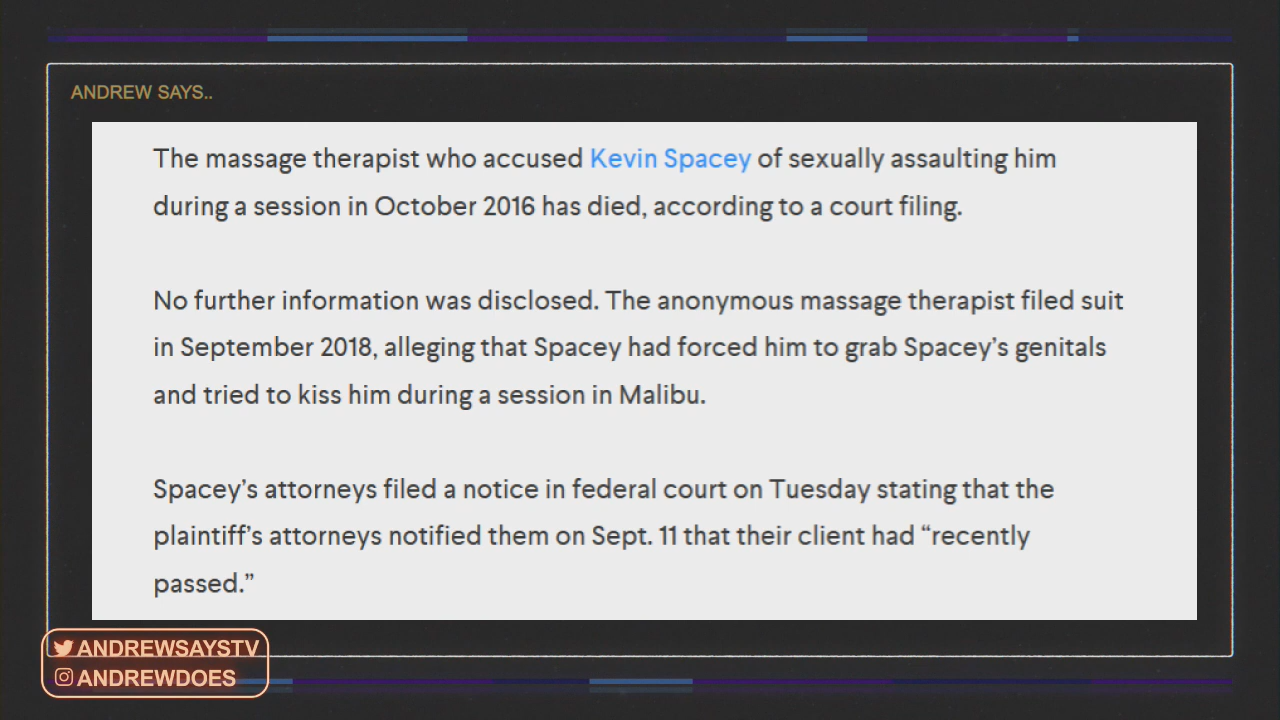 ANDREW SAYS..
The massage therapist who accused Kevin Spacey of sexually assaulting him
during a session in October 2016 has died, according to a court filing.
No further information was disclosed. The anonymous massage therapist filed suit
in September 2018, alleging that Spacey had forced him to grab Spacey’s genitals
and tried to kiss him during a session in Malibu.
Spacey’s attorneys filed a notice in federal court on Tuesday stating that the
plaintiff’s attorneys notified them on Sept. 11 that their client had “recently
passed.”
ANDREWSAYSTV
ANDREWDOES